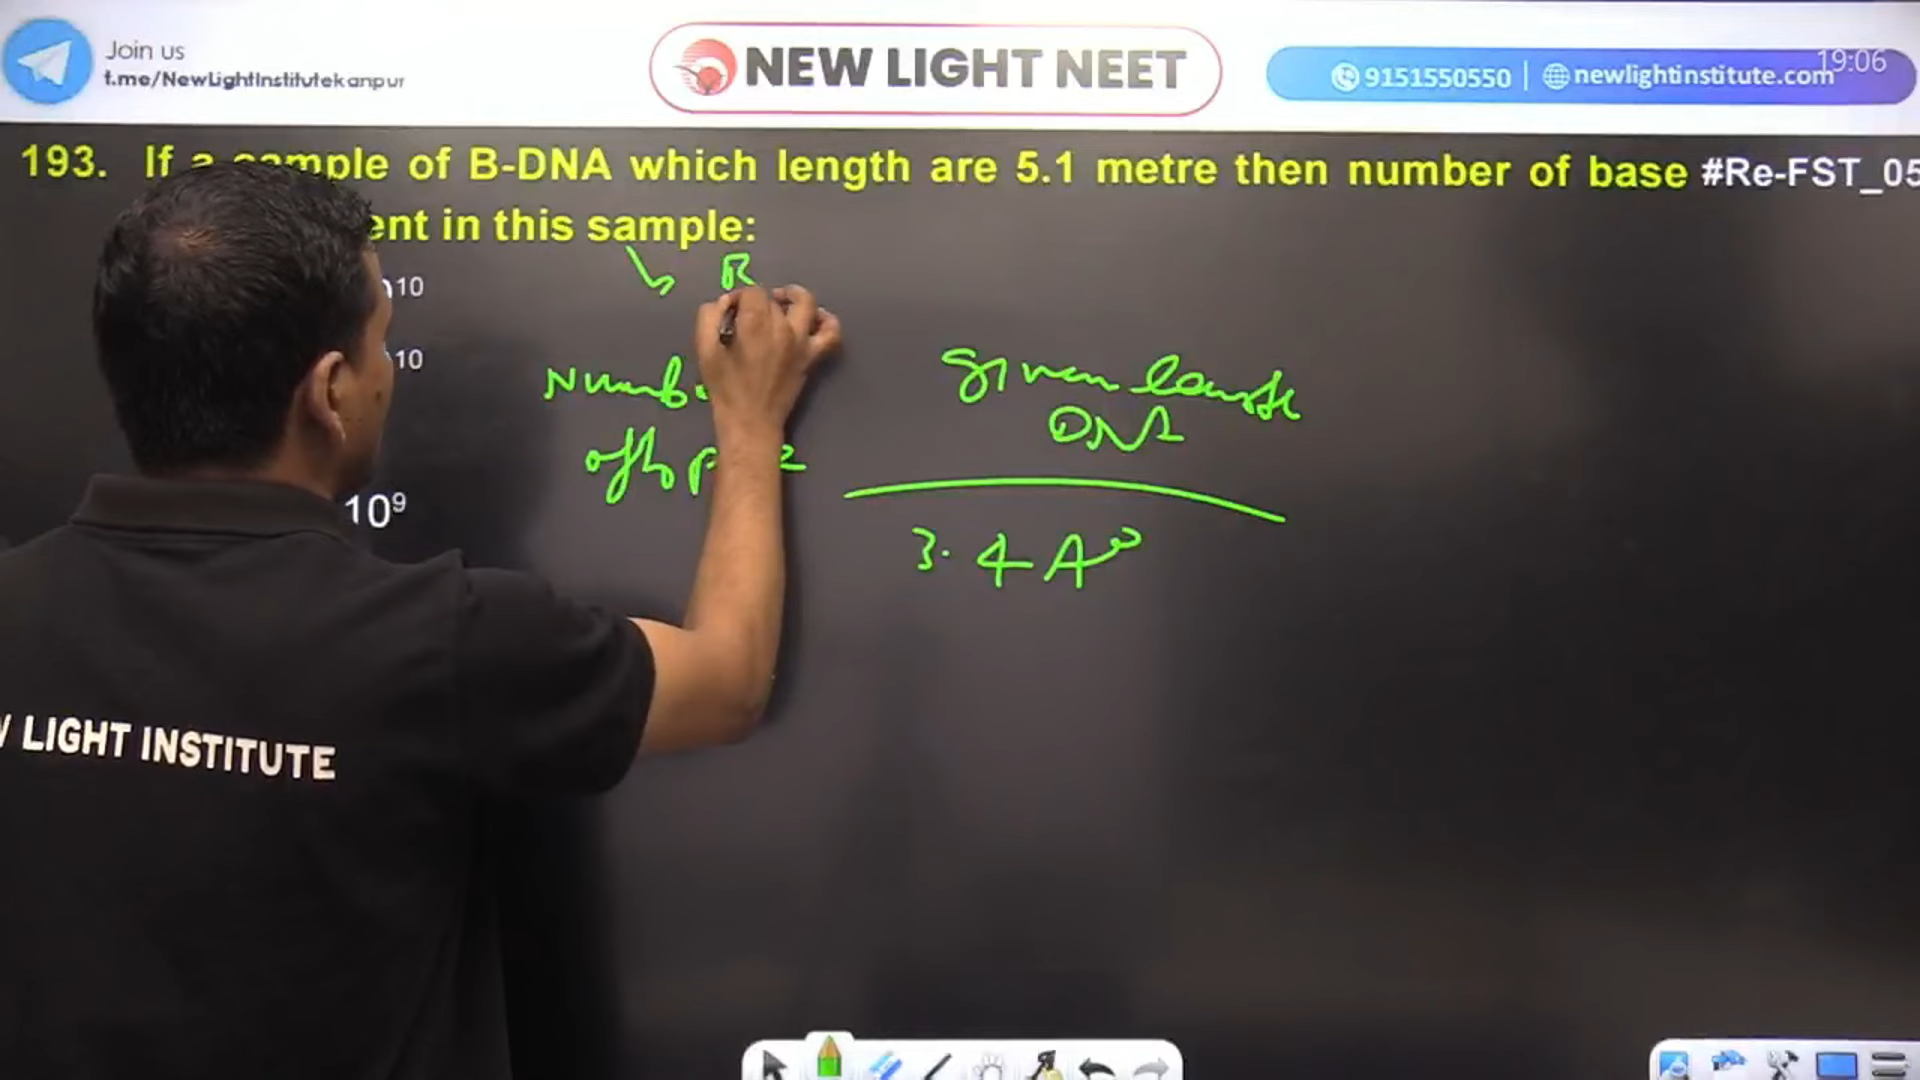 Join us
t.me/NewLightInstitutekanpur
NEW LIGHT NEET
9151550550 | newlightinstitute.com
19:06
193. If a sample of B-DNA which length are 5.1 metre then number of base #Re-FST_05
ent in this sample:
10
10
10⁹
Given length
DNA
3.4 A°
LIGHT INSTITUTE